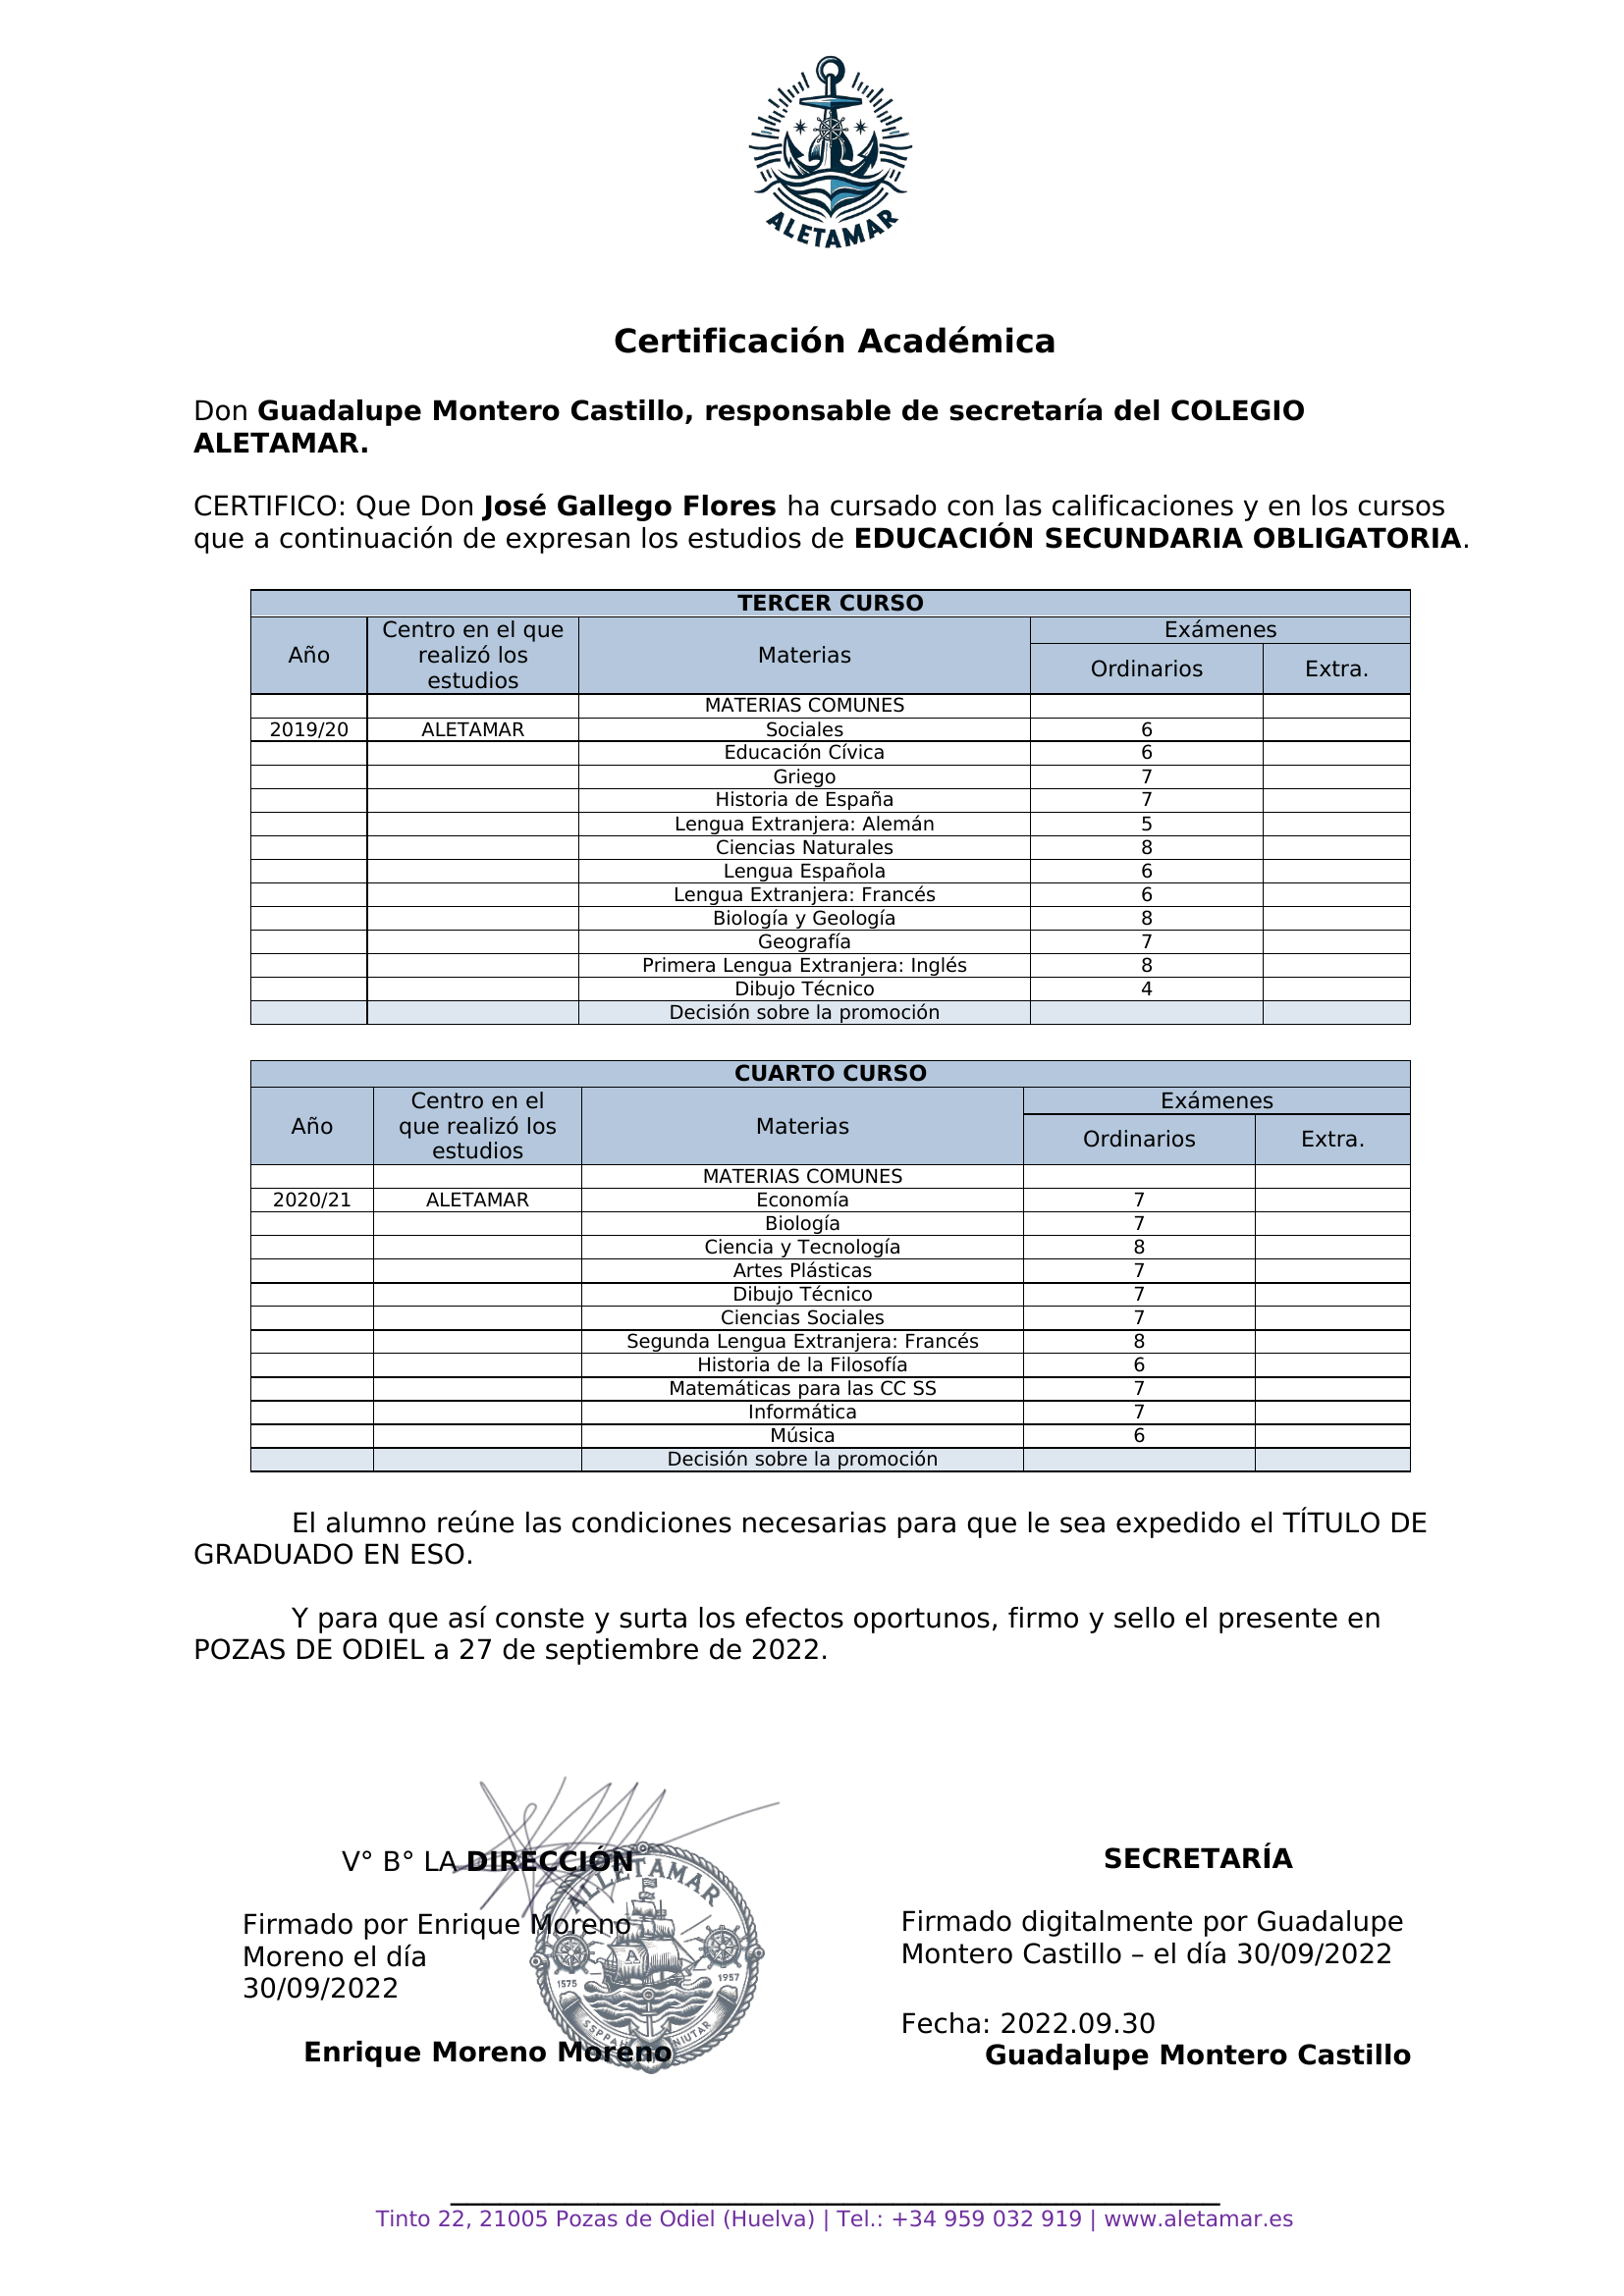 ALETAMAR
Certificación Académica
Don Guadalupe Montero Castillo, responsable de secretaría del COLEGIO
ALETAMAR.
CERTIFICO: Que Don José Gallego Flores ha cursado con las calificaciones y en los cursos
que a continuación de expresan los estudios de EDUCACIÓN SECUNDARIA OBLIGATORIA.
TERCER CURSO
Año Centro en el que realizó los estudios Materias Exámenes
Ordinarios Extra.
MATERIAS COMUNES
2019/20 ALETAMAR Sociales 6
Educación Cívica 6
Griego 7
Historia de España 7
Lengua Extranjera: Alemán 5
Ciencias Naturales 8
Lengua Española 6
Lengua Extranjera: Francés 6
Biología y Geología 8
Geografía 7
Primera Lengua Extranjera: Inglés 8
Dibujo Técnico 4
Decisión sobre la promoción
CUARTO CURSO
Año Centro en el que realizó los estudios Materias Exámenes
Ordinarios Extra.
MATERIAS COMUNES
2020/21 ALETAMAR Economía 7
Biología 7
Ciencia y Tecnología 8
Artes Plásticas 7
Dibujo Técnico 7
Ciencias Sociales 7
Segunda Lengua Extranjera: Francés 8
Historia de la Filosofía 6
Matemáticas para las CC SS 7
Informática 7
Música 6
Decisión sobre la promoción
El alumno reúne las condiciones necesarias para que le sea expedido el TÍTULO DE
GRADUADO EN ESO.
Y para que así conste y surta los efectos oportunos, firmo y sello el presente en
POZAS DE ODIEL a 27 de septiembre de 2022.
V° B° LA DIRECCIÓN
Firmado por Enrique Moreno
Moreno el día
30/09/2022
Enrique Moreno Moreno
ALLETAMAR
A
1575 1957
SECRETARÍA
Firmado digitalmente por Guadalupe
Montero Castillo – el día 30/09/2022
Fecha: 2022.09.30
Guadalupe Montero Castillo
Tinto 22, 21005 Pozas de Odiel (Huelva) | Tel.: +34 959 032 919 | www.aletamar.es